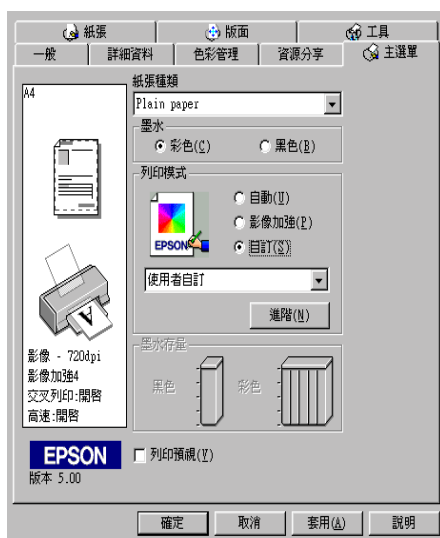 紙張 版面 工具
一般 詳細資料 色彩管理 資源分享 主選單
A4
紙張種類
Plain paper
墨水
彩色(C) 黑色(B)
列印模式
自動(U)
影像加強(P)
自訂(S)
EPSON
使用者自訂
進階(N)
影像 - 720dpi
影像加強4
交叉列印:開啓
高速:開啓
墨水存量
黑色 彩色
EPSON
列印預視(V)
版本 5.00
確定 取消 套用(A) 說明